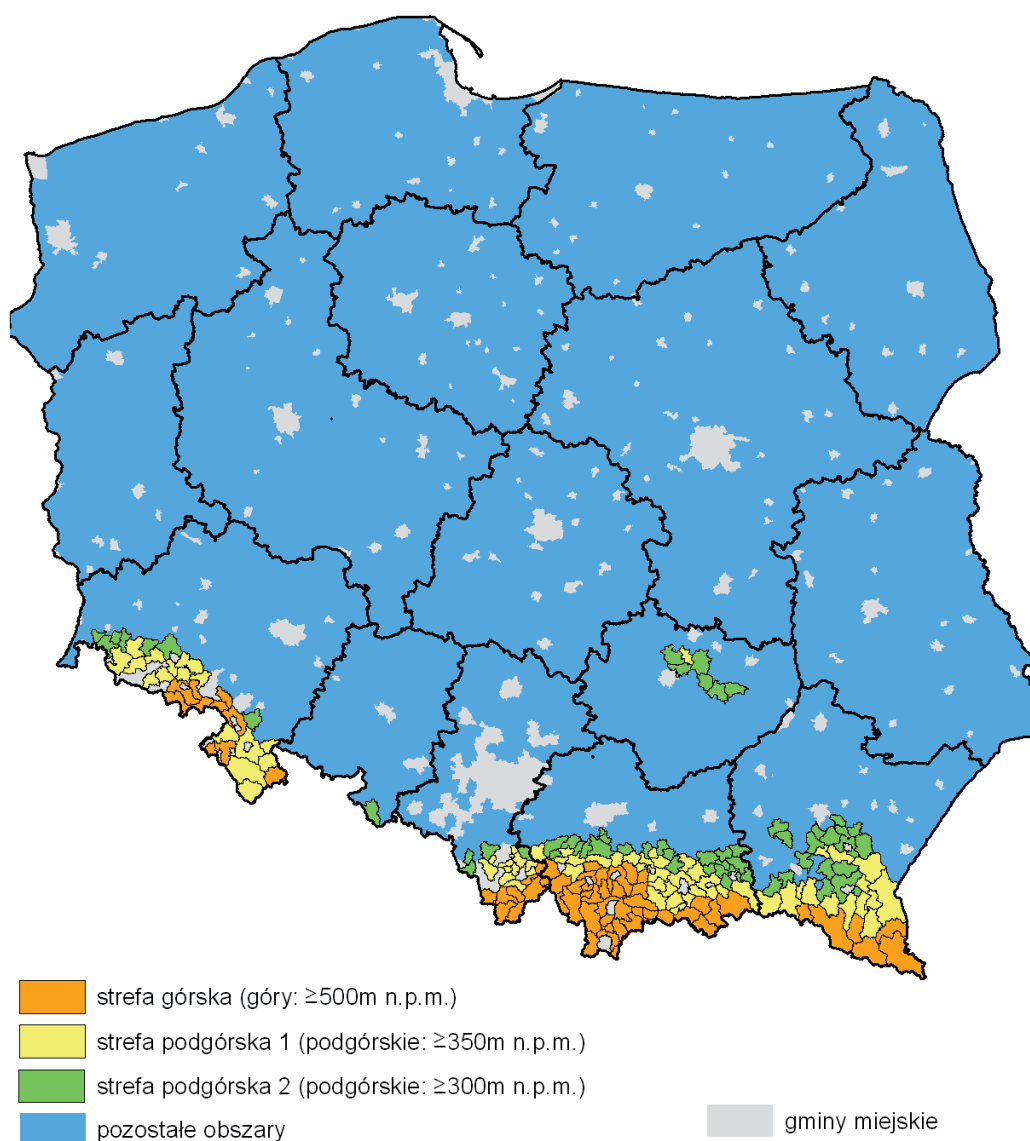 strefa górska (góry: ≥500m n.p.m.)
strefa podgórska 1 (podgórskie: ≥350m n.p.m.)
strefa podgórska 2 (podgórskie: ≥300m n.p.m.)
pozostałe obszary
gminy miejskie